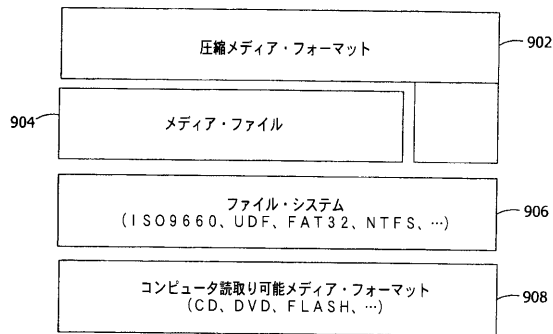 圧縮メディア・フォーマット
902
904
メディア・ファイル
ファイル・システム
(ISO9660、UDF、FAT32、NTFS、…)
906
コンピュータ読取り可能メディア・フォーマット
(CD、DVD、FLASH、…)
908